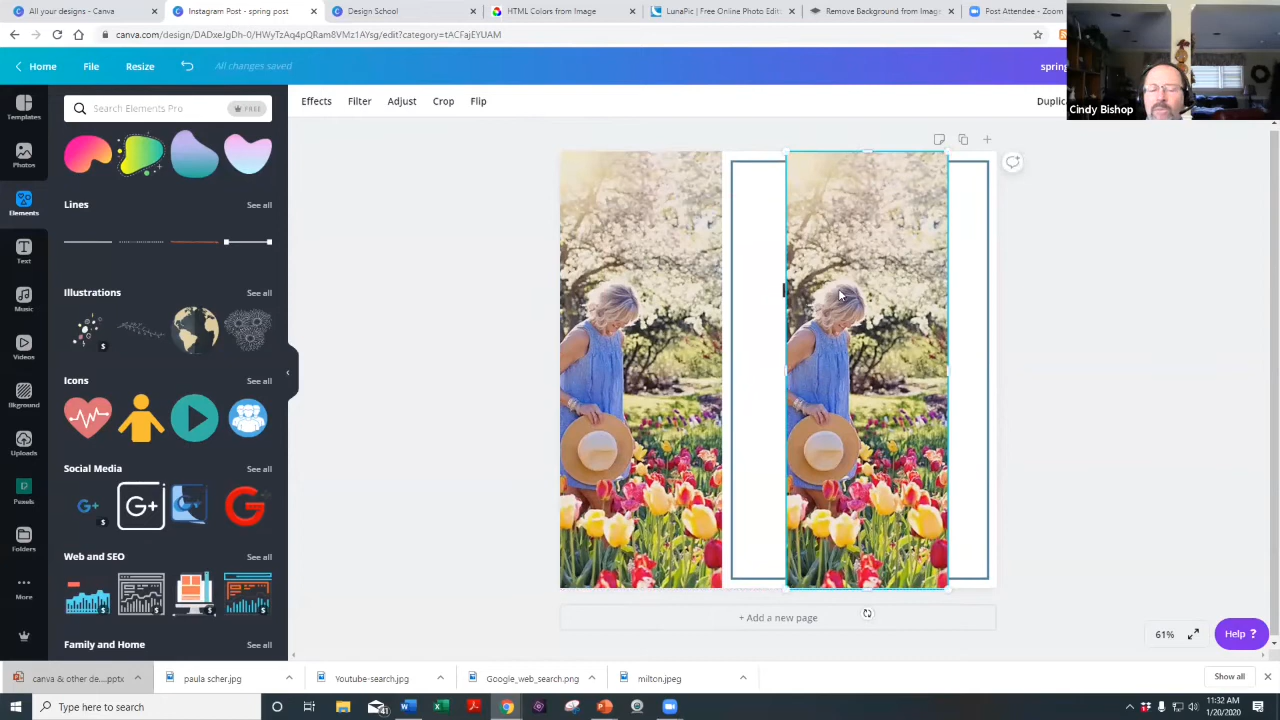 All your designs - Canva
Instagram Post - spring post
Design School
HTML Colors from Image
LunaPic | Free Online Photo Edit
Remove Background from Imag
Post Attendee - Zoom
canva.com/design/DADxeJgDh-0/HWyTzAq4pQRam8VMz1AYsg/edit?category=tACFajEYUAM
Home
File
Resize
All changes saved
spring
Cindy Bishop
Templates
Search Elements Pro
FREE
Effects
Filter
Adjust
Crop
Flip
Duplic
Photos
Elements
Lines
See all
Text
Illustrations
See all
Music
Videos
Icons
See all
Bkground
Uploads
Social Media
See all
G+
G+
Pexels
Folders
Web and SEO
See all
More
Family and Home
See all
+ Add a new page
61%
Help ?
canva & other de....pptx
paula scher.jpg
Youtube-search.jpg
Google_web_search.png
milton.jpeg
Show all
Type here to search
11:32 AM
1/20/2020